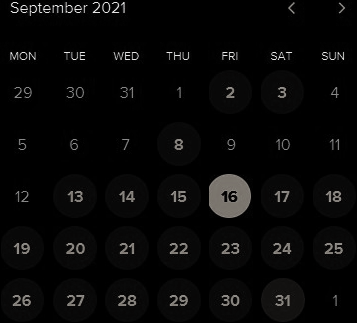 September 2021
MON TUE WED THU FRI SAT SUN
29 30 31 1 2 3 4
5 6 7 8 9 10 11
12 13 14 15 16 17 18
19 20 21 22 23 24 25
26 27 28 29 30 31 1